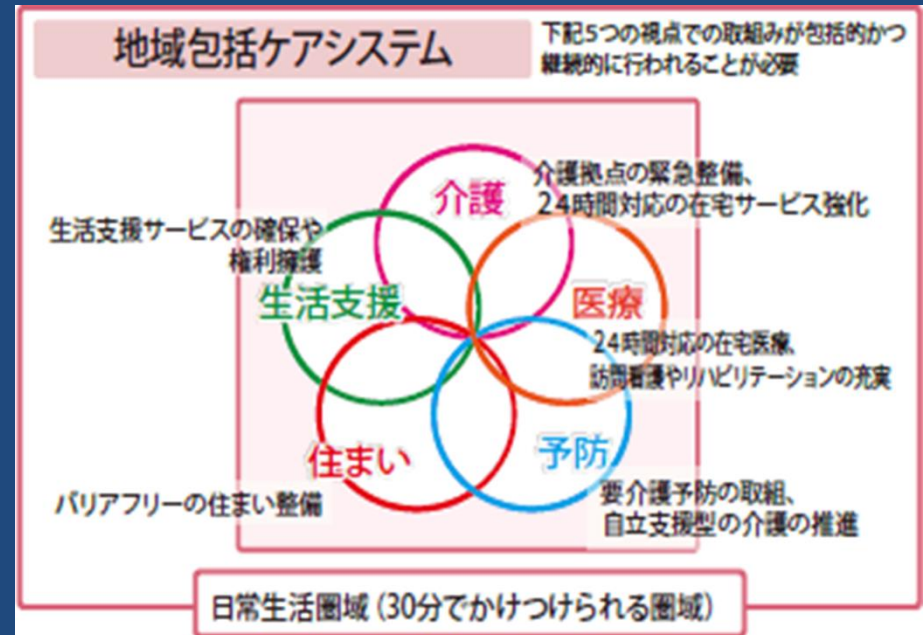 地域包括ケアシステム
下記5つの視点での取組みが包括的かつ
継続的に行われることが必要
介護
介護拠点の緊急整備、
24時間対応の在宅サービス強化
生活支援サービスの確保や
権利擁護
生活支援
医療
24時間対応の在宅医療、
訪問看護やリハビリテーションの充実
住まい
予防
バリアフリーの住まい整備
要介護予防の取組、
自立支援型の介護の推進
日常生活圏域（30分でかけつけられる圏域）